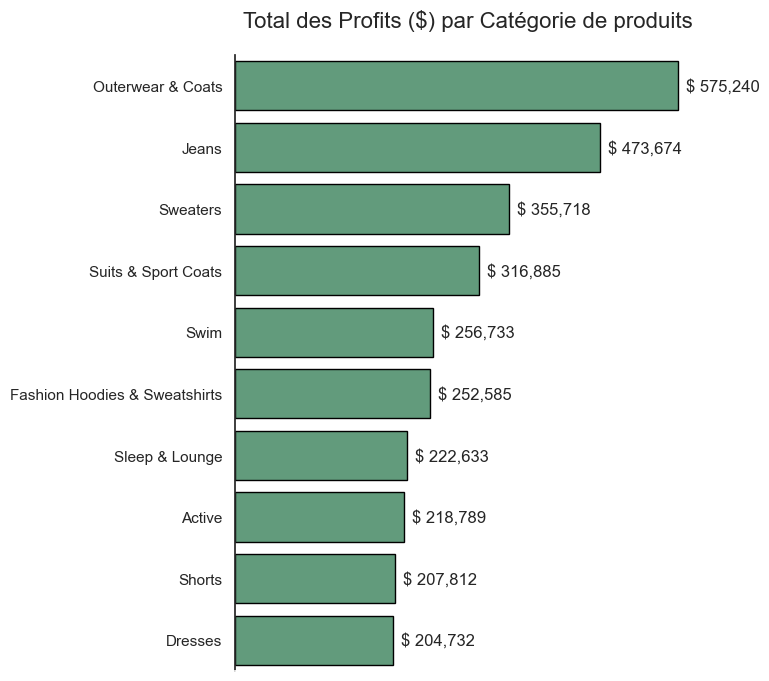 Total des Profits ($) par Catégorie de produits
Outerwear & Coats $ 575,240
Jeans $ 473,674
Sweaters $ 355,718
Suits & Sport Coats $ 316,885
Swim $ 256,733
Fashion Hoodies & Sweatshirts $ 252,585
Sleep & Lounge $ 222,633
Active $ 218,789
Shorts $ 207,812
Dresses $ 204,732